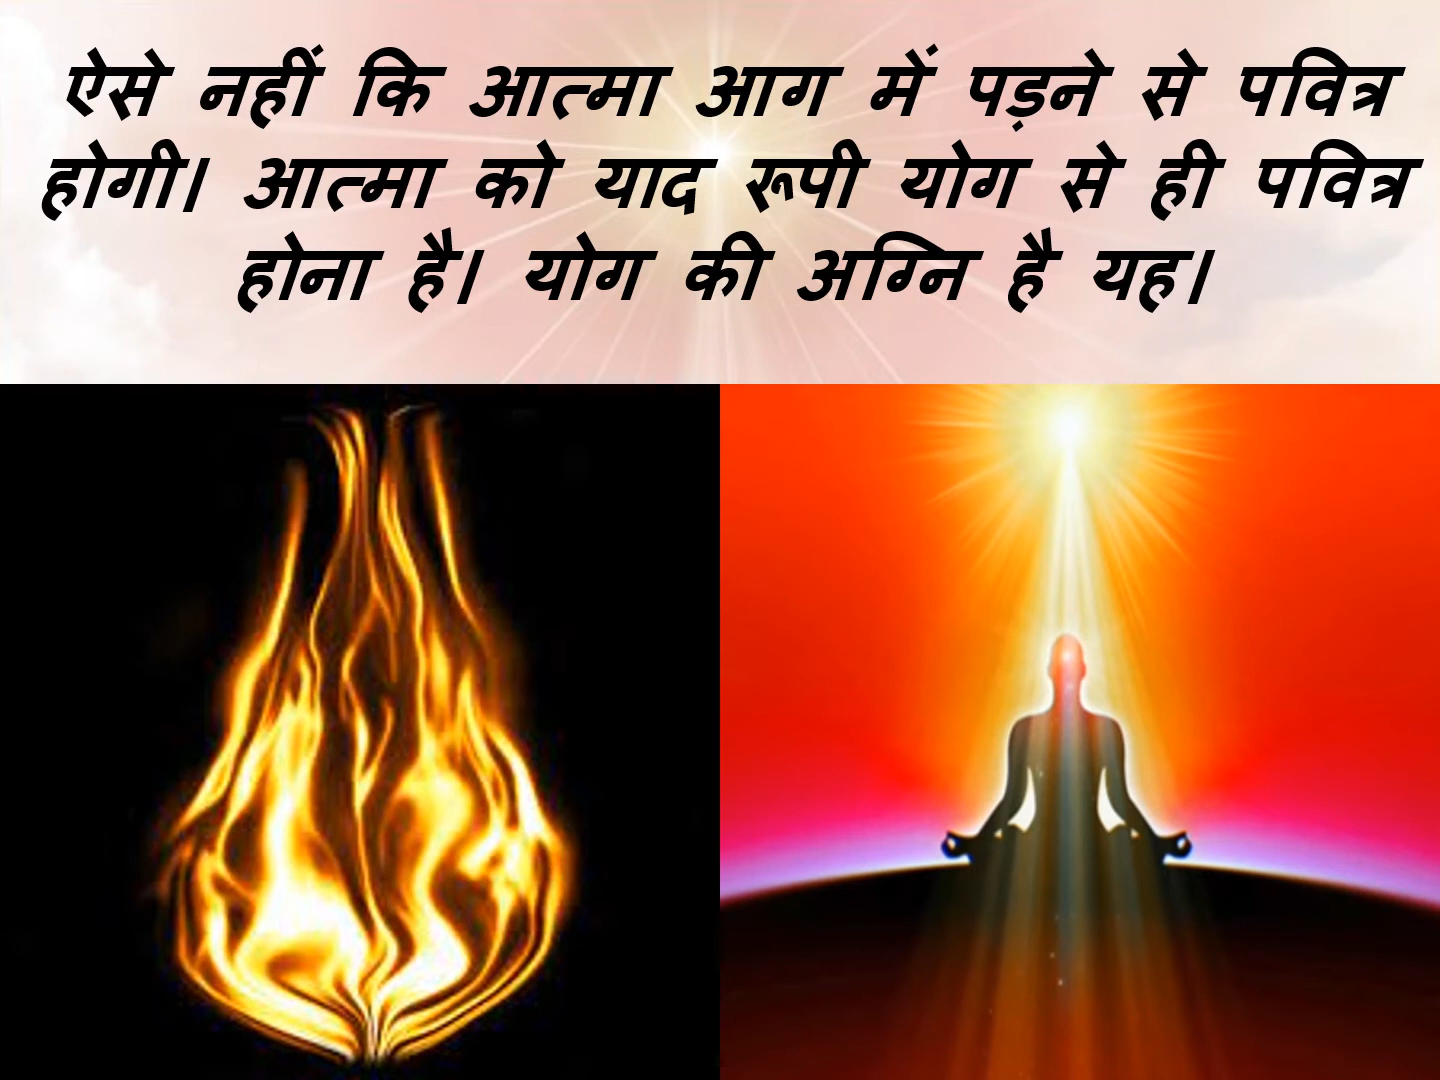 ऐसे नहीं कि आत्मा आग में पड़ने से पवित्र
होगी। आत्मा को याद रूपी योग से ही पवित्र
होना है। योग की अग्नि है यह।